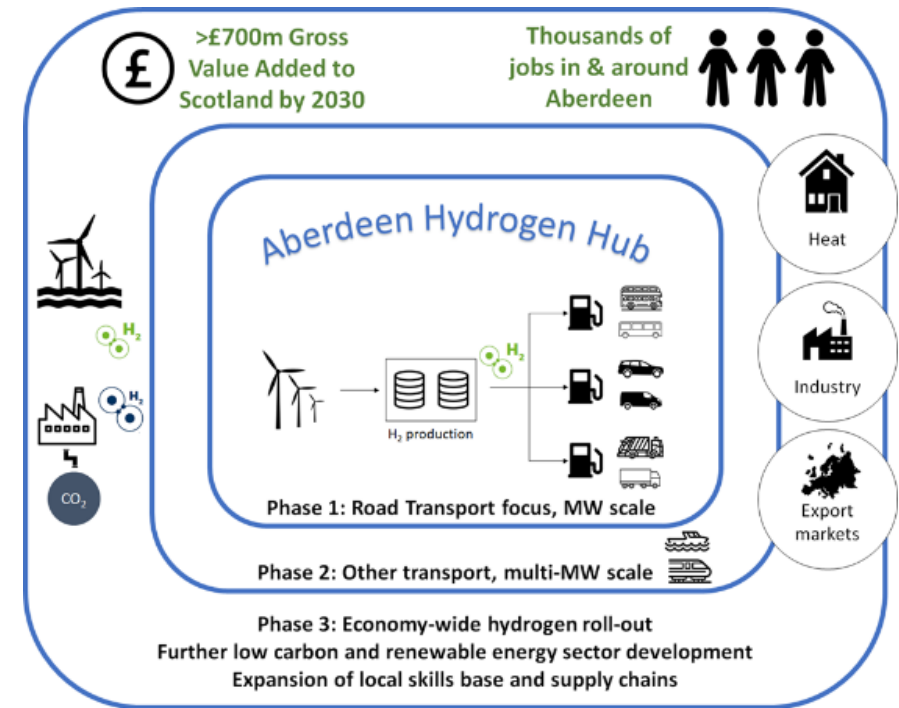 £
>£700m Gross
Value Added to
Scotland by 2030
Thousands of
jobs in & around
Aberdeen
Aberdeen Hydrogen Hub
Heat
Industry
Export
markets
H₂
H₂
CO₂
H₂
H₂ production
Phase 1: Road Transport focus, MW scale
Phase 2: Other transport, multi-MW scale
Phase 3: Economy-wide hydrogen roll-out
Further low carbon and renewable energy sector development
Expansion of local skills base and supply chains